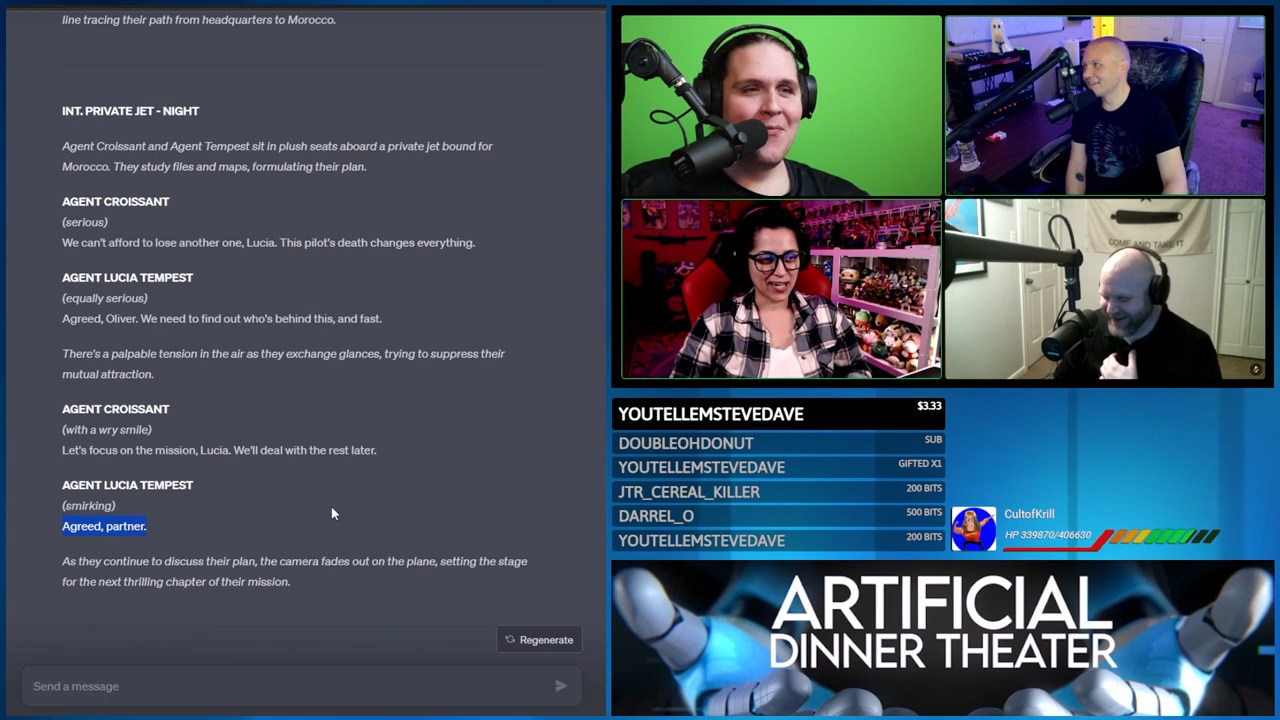 line tracing their path from headquarters to Morocco.
INT. PRIVATE JET - NIGHT
Agent Croissant and Agent Tempest sit in plush seats aboard a private jet bound for
Morocco. They study files and maps, formulating their plan.
AGENT CROISSANT
(serious)
We can't afford to lose another one, Lucia. This pilot's death changes everything.
AGENT LUCIA TEMPEST
(equally serious)
Agreed, Oliver. We need to find out who's behind this, and fast.
There's a palpable tension in the air as they exchange glances, trying to suppress their
mutual attraction.
AGENT CROISSANT
(with a wry smile)
Let's focus on the mission, Lucia. We'll deal with the rest later.
AGENT LUCIA TEMPEST
(smirking)
Agreed, partner.
As they continue to discuss their plan, the camera fades out on the plane, setting the stage
for the next thrilling chapter of their mission.
Regenerate
Send a message
COME AND TAKE IT
YOUTELLEMSTEVEDAVE $3.33
DOUBLEOHDONUT SUB
YOUTELLEMSTEVEDAVE GIFTED X1
JTR_CEREAL_KILLER 200 BITS
DARREL_O 500 BITS
YOUTELLEMSTEVEDAVE 200 BITS
CultofKrill
HP 339870/406630
ARTIFICIAL
DINNER THEATER